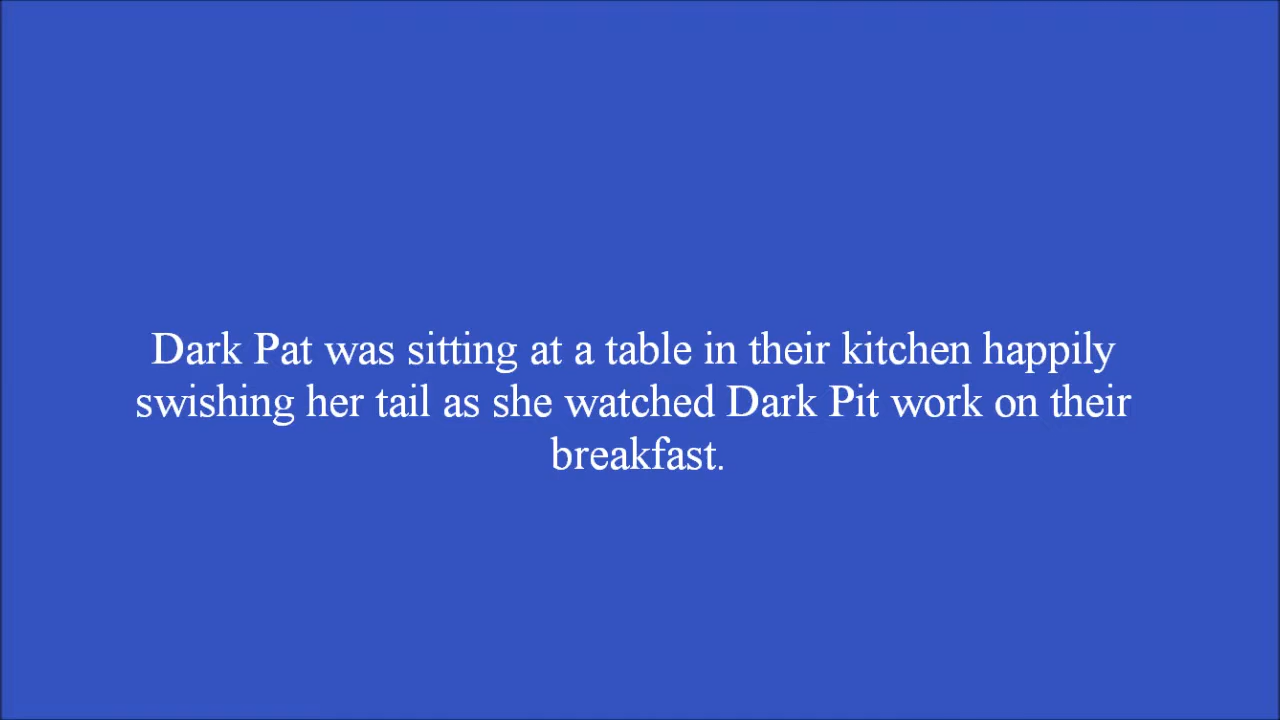 Dark Pat was sitting at a table in their kitchen happily
swishing her tail as she watched Dark Pit work on their
breakfast.